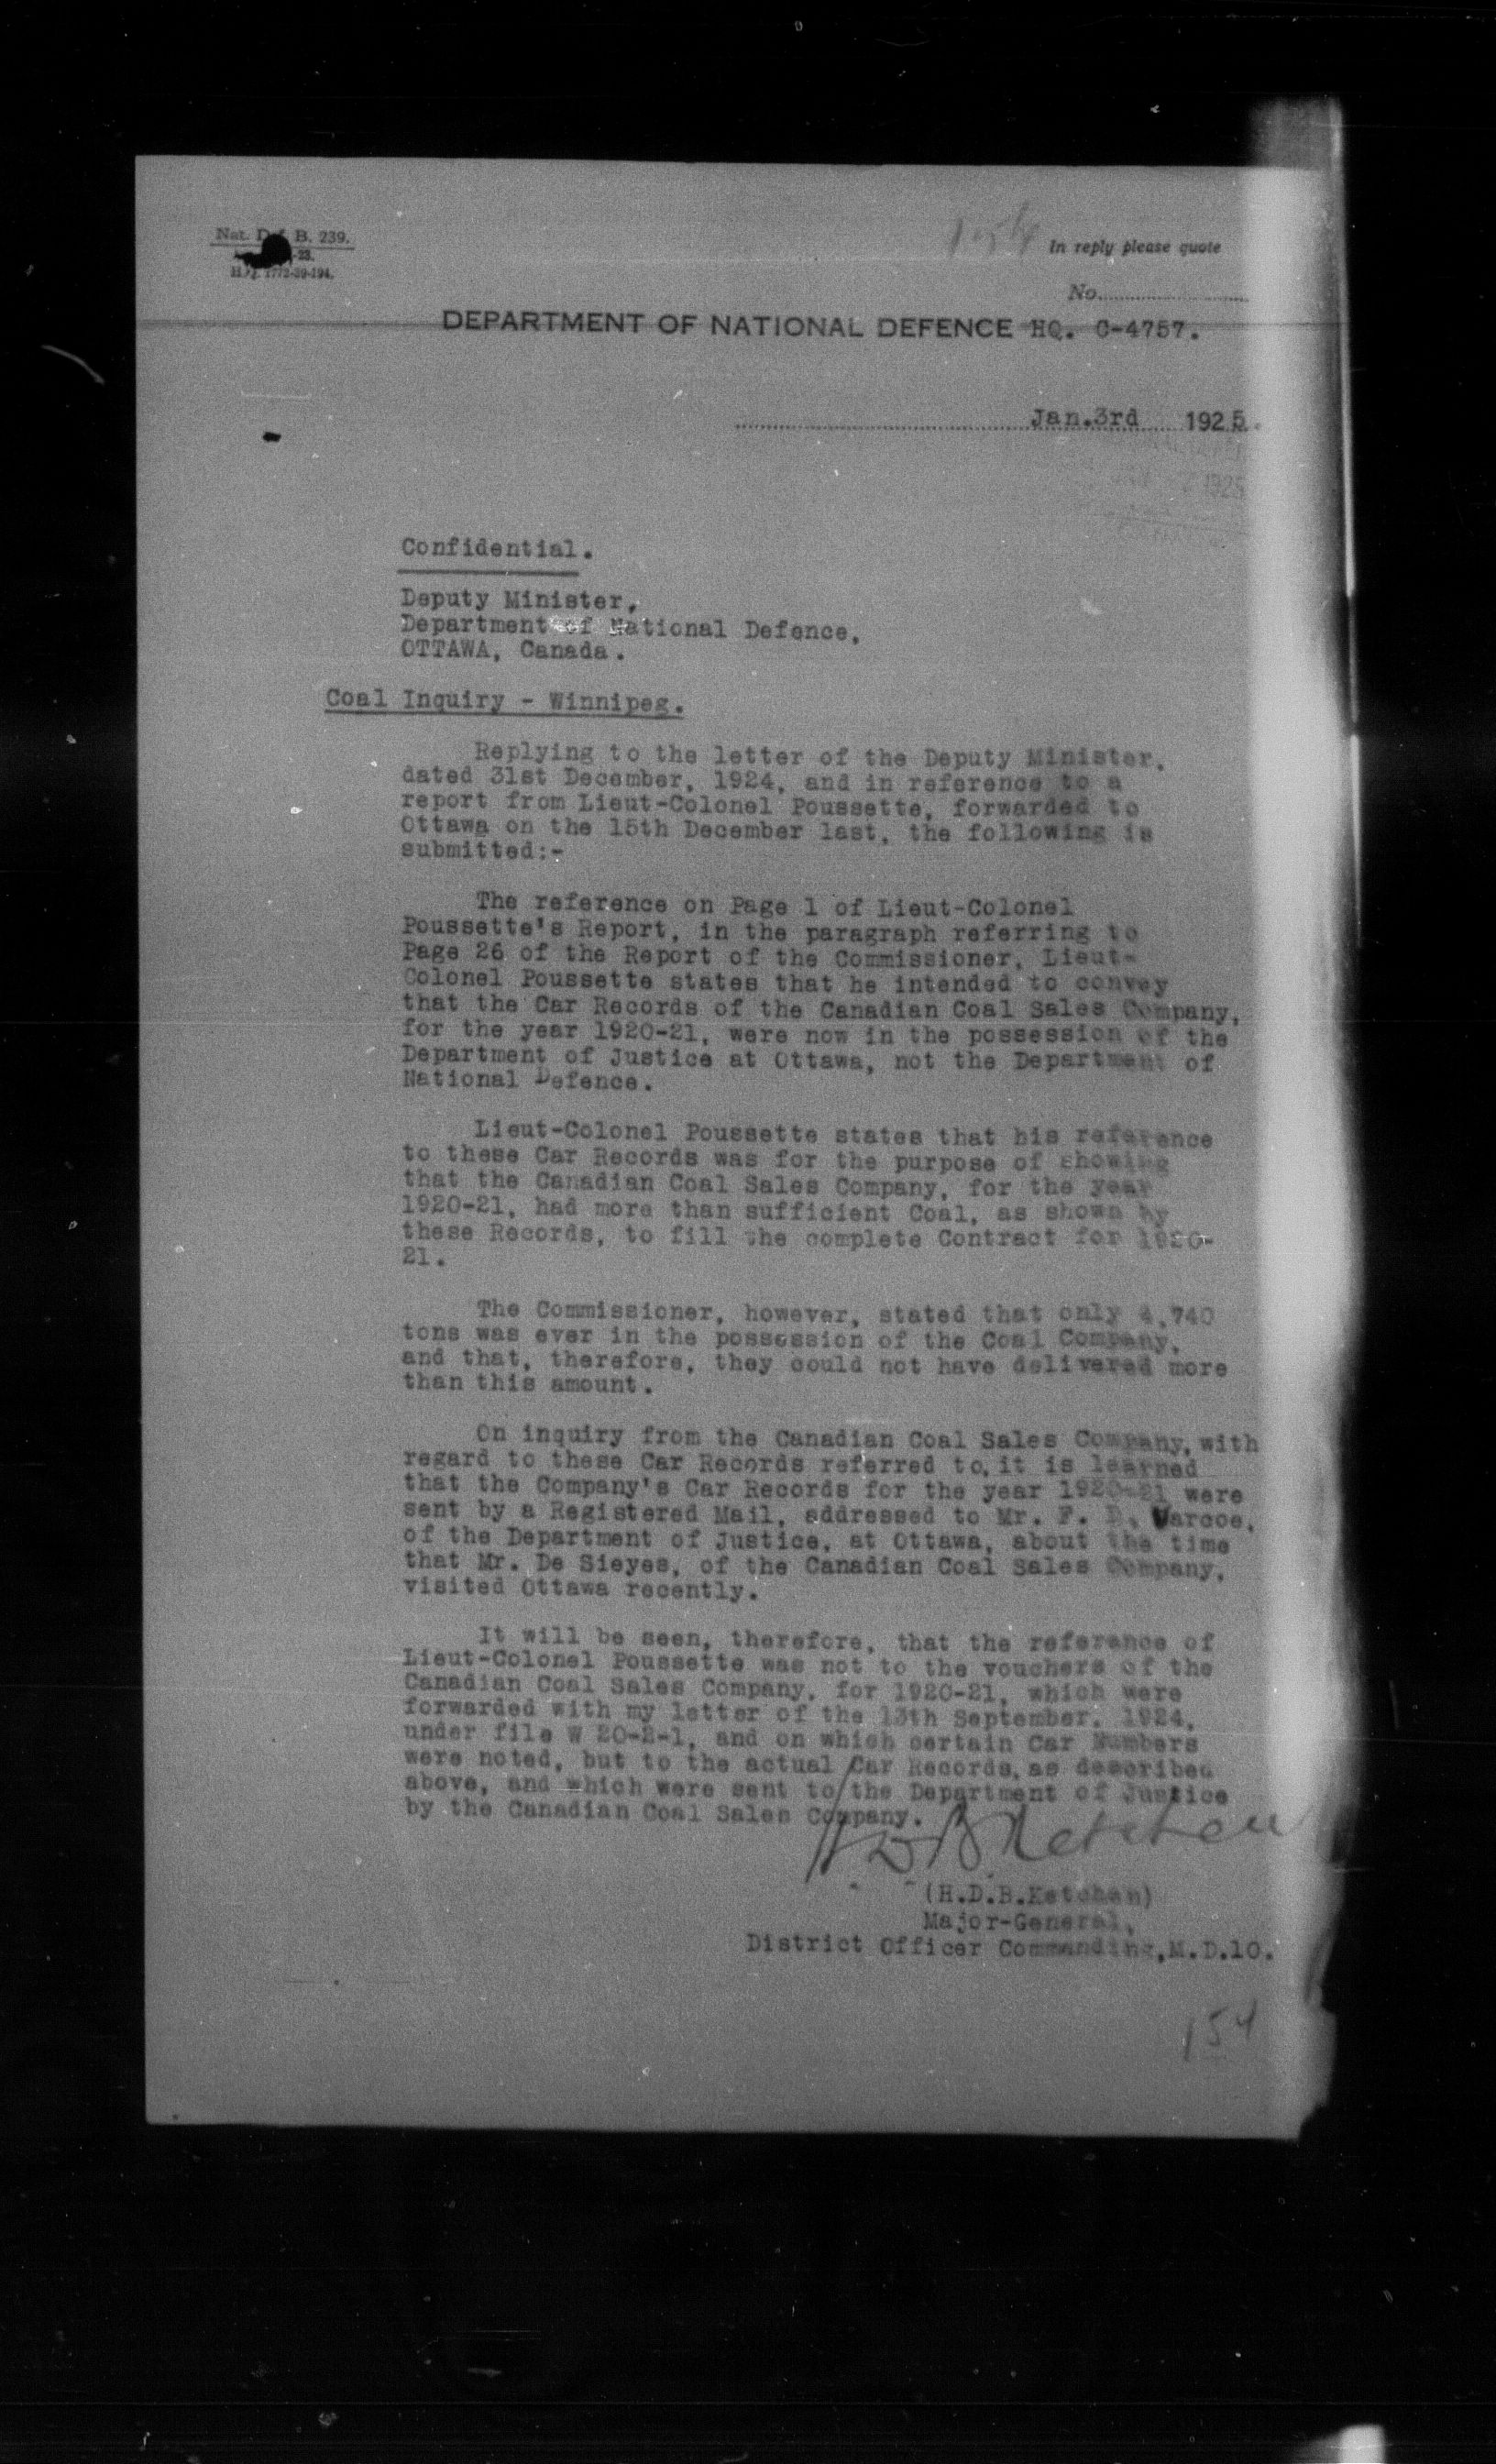 Nat. Def. B. 239.
-23.
H.Q. 1772-39-194.
154
In reply please quote
No.
DEPARTMENT OF NATIONAL DEFENCE HQ. C-4757.
Jan.3rd 1925.
1925
Confidential.
Deputy Minister,
Department of National Defence,
OTTAWA, Canada.
Coal Inquiry - Winnipeg.
Replying to the letter of the Deputy Minister,
dated 31st December, 1924, and in reference to a
report from Lieut-Colonel Poussette, forwarded to
Ottawa on the 15th December last, the following is
submitted:-
The reference on Page 1 of Lieut-Colonel
Poussette's Report, in the paragraph referring to
Page 26 of the Report of the Commissioner, Lieut-
Colonel Poussette states that he intended to convey
that the Car Records of the Canadian Coal Sales Company,
for the year 1920-21, were now in the possession of the
Department of Justice at Ottawa, not the Department of
National Defence.
Lieut-Colonel Poussette states that his reference
to these Car Records was for the purpose of showing
that the Canadian Coal Sales Company, for the year
1920-21, had more than sufficient Coal, as shown by
these Records, to fill the complete Contract for 1920-
21.
The Commissioner, however, stated that only 4,740
tons was ever in the possession of the Coal Company,
and that, therefore, they could not have delivered more
than this amount.
On inquiry from the Canadian Coal Sales Company, with
regard to these Car Records referred to, it is learned
that the Company's Car Records for the year 1920-21 were
sent by a Registered Mail, addressed to Mr. F. P. Varcoe,
of the Department of Justice, at Ottawa, about the time
that Mr. De Sieyes, of the Canadian Coal Sales Company,
visited Ottawa recently.
It will be seen, therefore, that the reference of
Lieut-Colonel Poussette was not to the vouchers of the
Canadian Coal Sales Company, for 1920-21, which were
forwarded with my letter of the 13th September, 1924,
under file W 20-2-1, and on which certain Car Numbers
were noted, but to the actual Car Records, as described
above, and which were sent to the Department of Justice
by the Canadian Coal Sales Company.
H D B Ketchen
(H.D.B.Ketchen)
Major-General,
District Officer Commanding,M.D.10.
154